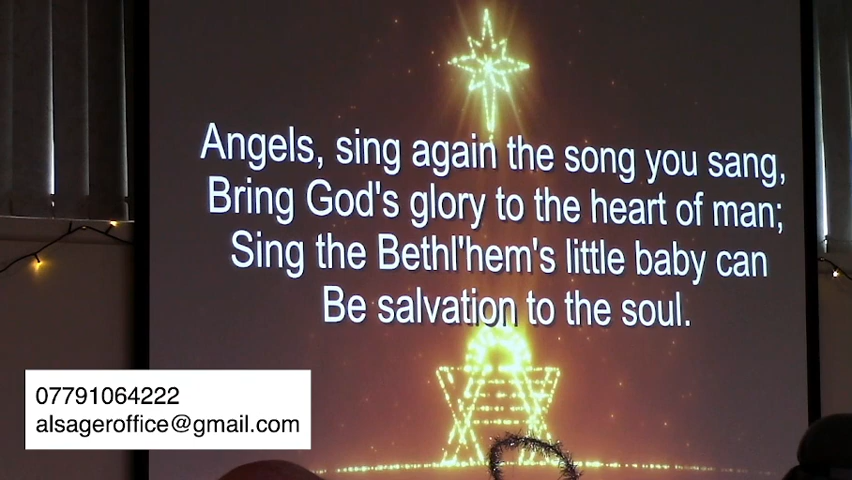 Angels, sing again the song you sang,
Bring God's glory to the heart of man;
Sing the Bethl'hem's little baby can
Be salvation to the soul.
07791064222
alsageroffice@gmail.com